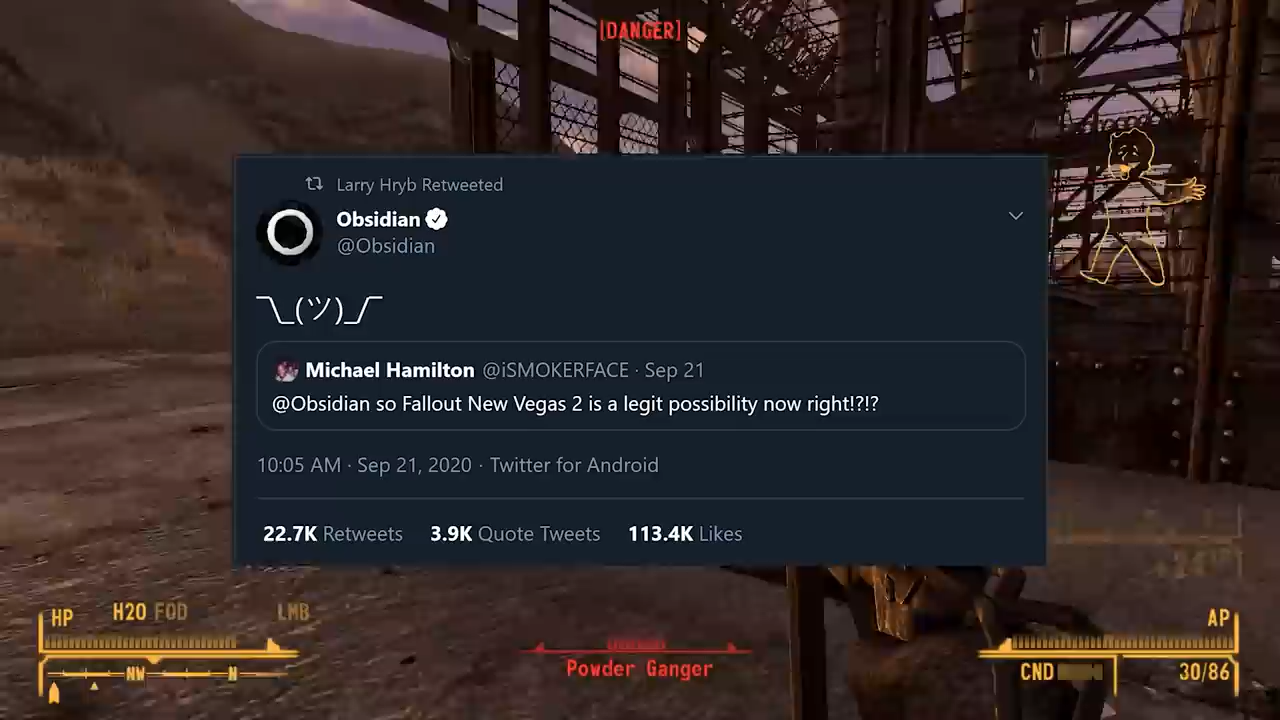 [DANGER]
Larry Hryb Retweeted
Obsidian
@Obsidian
¯\_(ツ)_/¯
Michael Hamilton @iSMOKERFACE · Sep 21
@Obsidian so Fallout New Vegas 2 is a legit possibility now right!?!?
10:05 AM · Sep 21, 2020 · Twitter for Android
22.7K Retweets 3.9K Quote Tweets 113.4K Likes
HP H2O FOD LMB
NW N
Powder Ganger
AP
CND 30/86